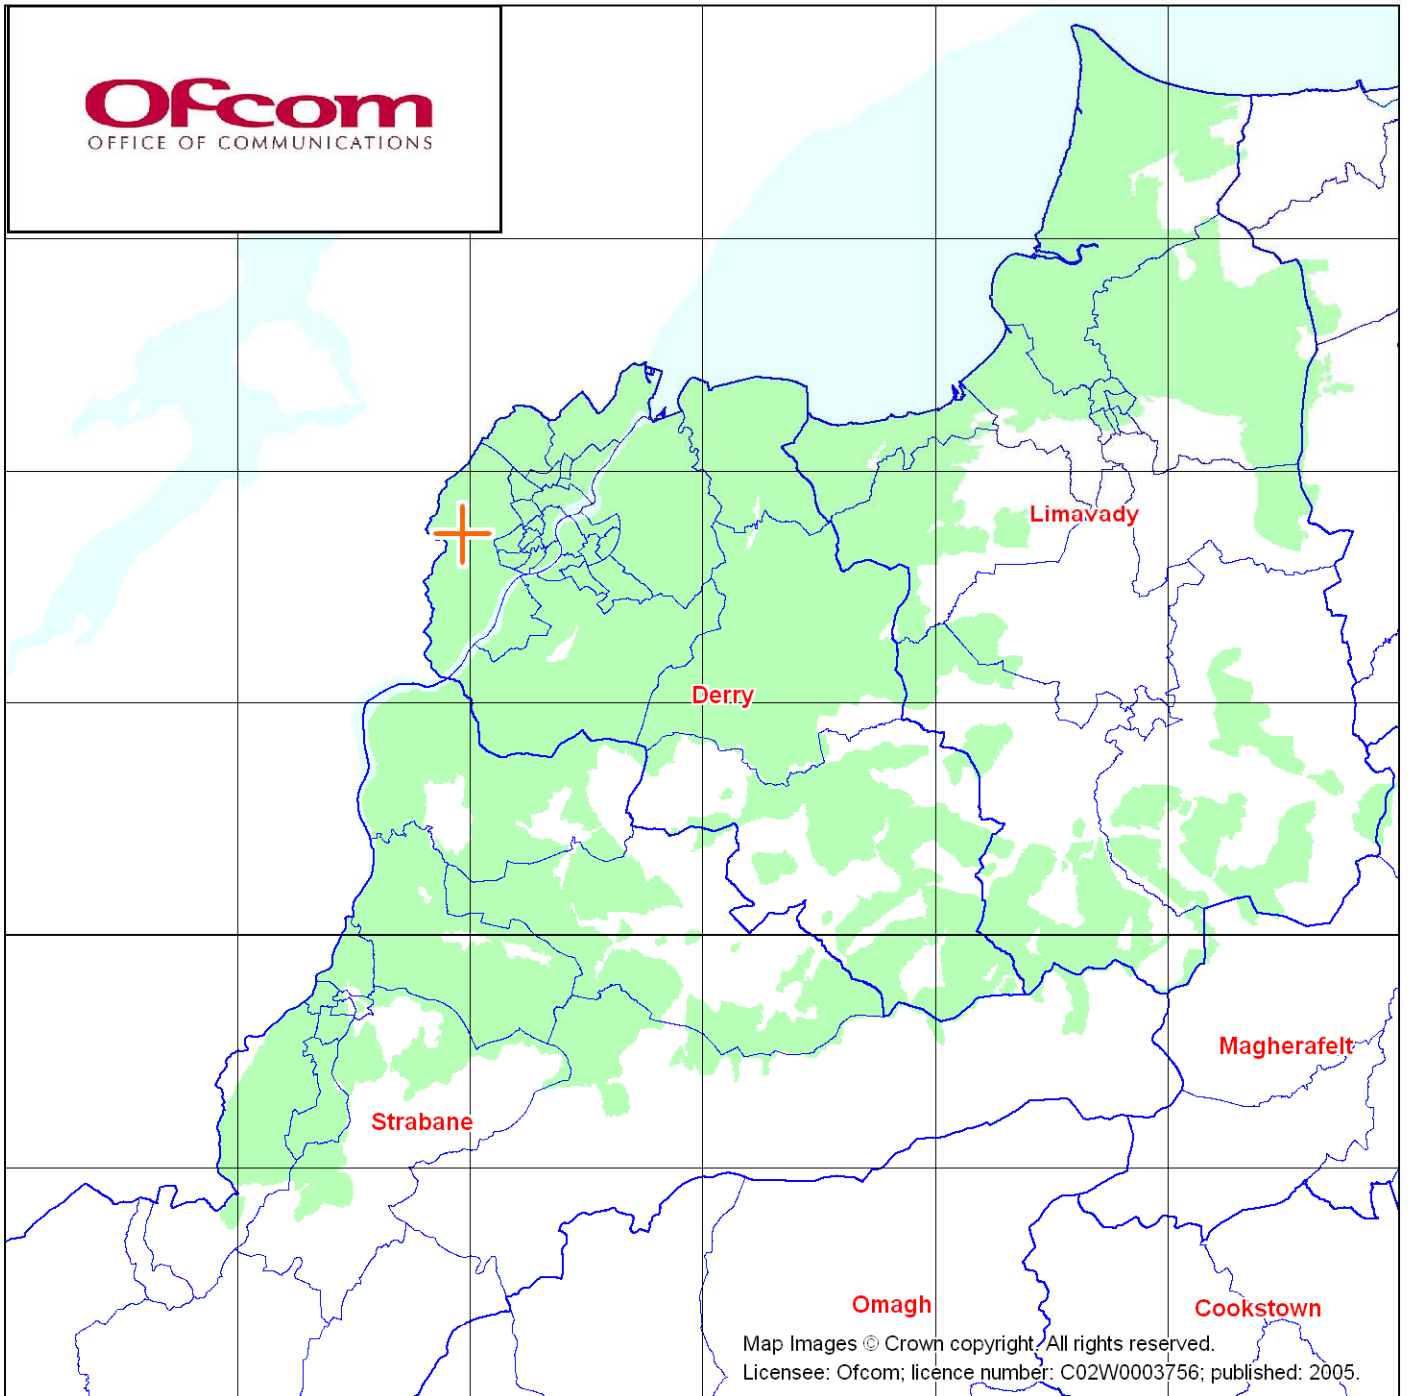 Ofcom
OFFICE OF COMMUNICATIONS
Limavady
Derry
Magherafelt
Strabane
Omagh
Cookstown
Map Images © Crown copyright. All rights reserved.
Licensee: Ofcom; licence number: C02W0003756; published: 2005.